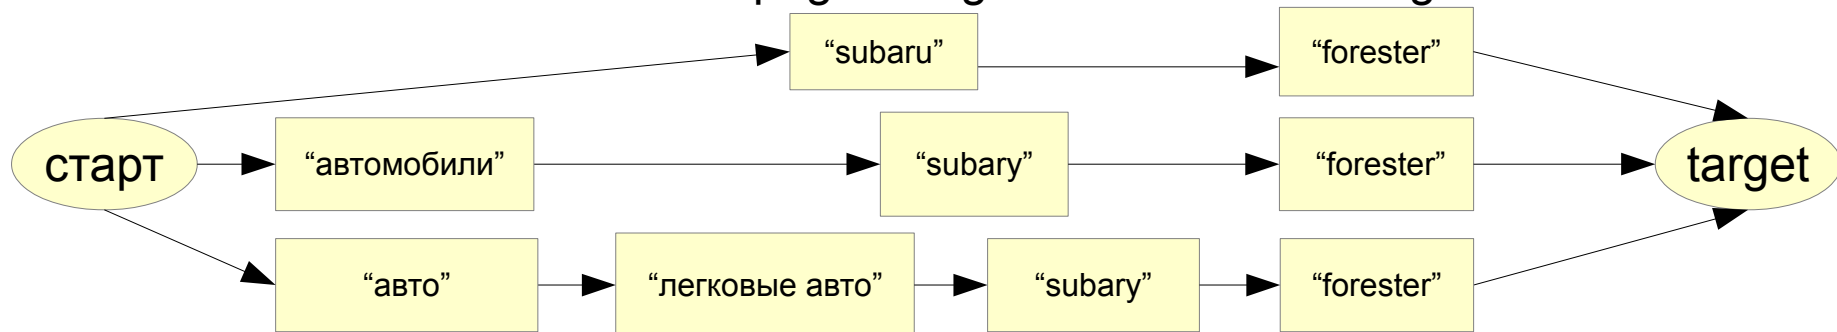 “subaru” “forester”
старт “автомобили” “subary” “forester” target
“авто” “легковые авто” “subary” “forester”